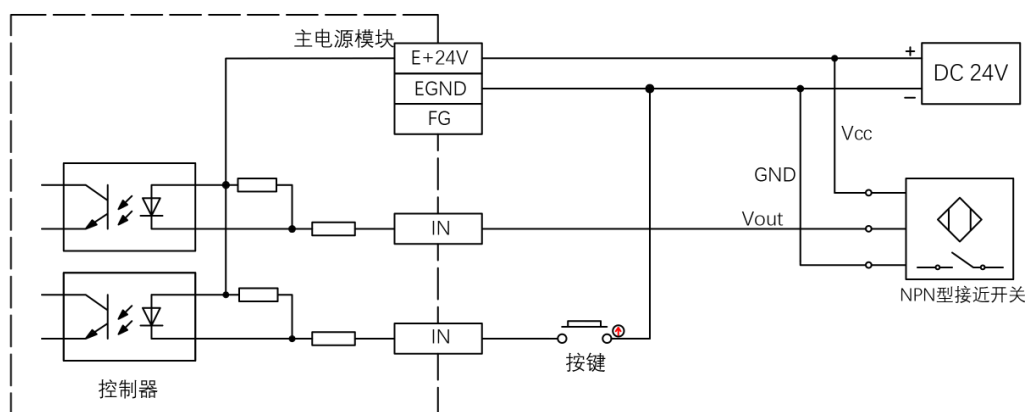 主电源模块
E+24V
EGND
FG
+
DC 24V
−
Vcc
GND
Vout
IN
NPN型接近开关
IN
按键
控制器